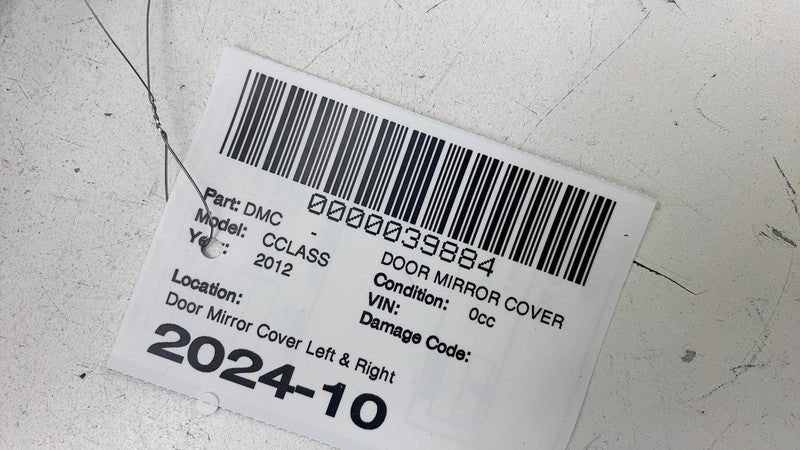 0000039884
Part: DMC - DOOR MIRROR COVER
Model: CCLASS Condition: 0cc
Year: 2012 VIN:
Damage Code:
Location:
Door Mirror Cover Left & Right
2024-10